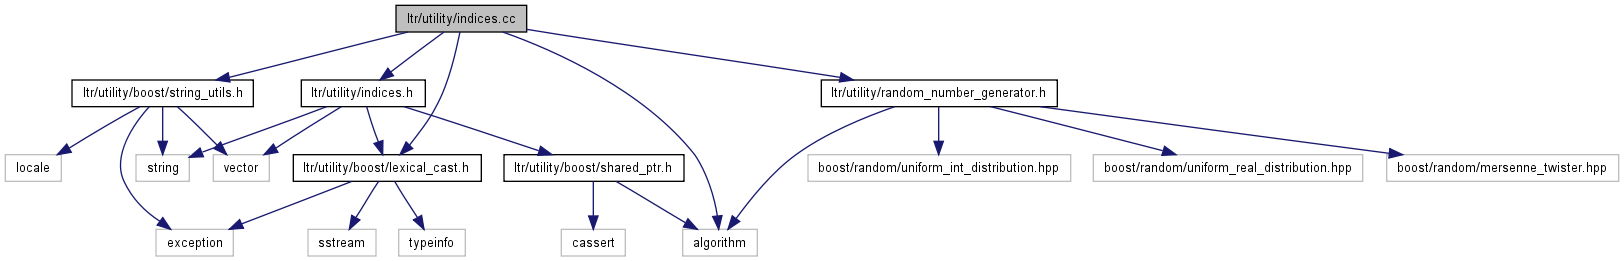 ltr/utility/indices.cc
ltr/utility/boost/string_utils.h
ltr/utility/indices.h
ltr/utility/random_number_generator.h
locale
string
vector
ltr/utility/boost/lexical_cast.h
ltr/utility/boost/shared_ptr.h
boost/random/uniform_int_distribution.hpp
boost/random/uniform_real_distribution.hpp
boost/random/mersenne_twister.hpp
exception
sstream
typeinfo
cassert
algorithm